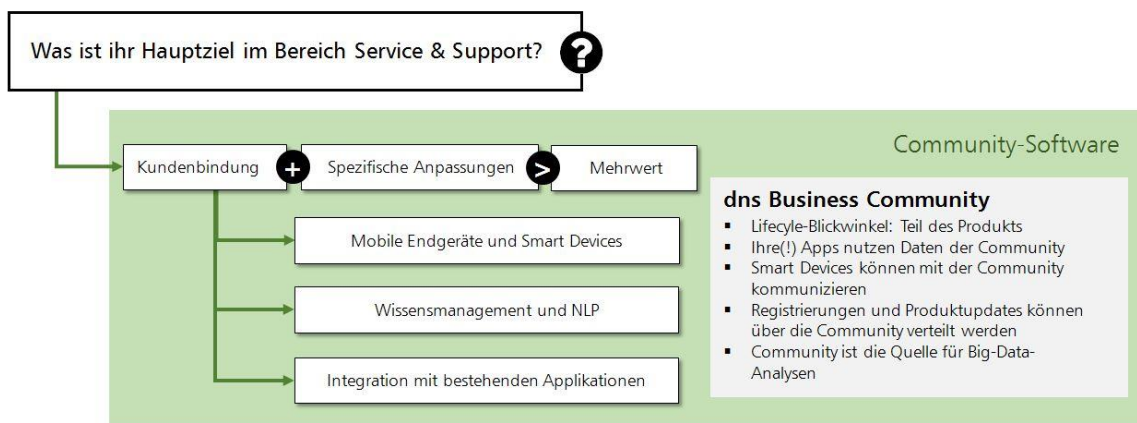 Was ist ihr Hauptziel im Bereich Service & Support? ?
Community-Software
Kundenbindung + Spezifische Anpassungen > Mehrwert
Mobile Endgeräte und Smart Devices
Wissensmanagement und NLP
Integration mit bestehenden Applikationen
dns Business Community
▪ Lifecyle-Blickwinkel: Teil des Produkts
▪ Ihre(!) Apps nutzen Daten der Community
▪ Smart Devices können mit der Community
kommunizieren
▪ Registrierungen und Produktupdates können
über die Community verteilt werden
▪ Community ist die Quelle für Big-Data-
Analysen